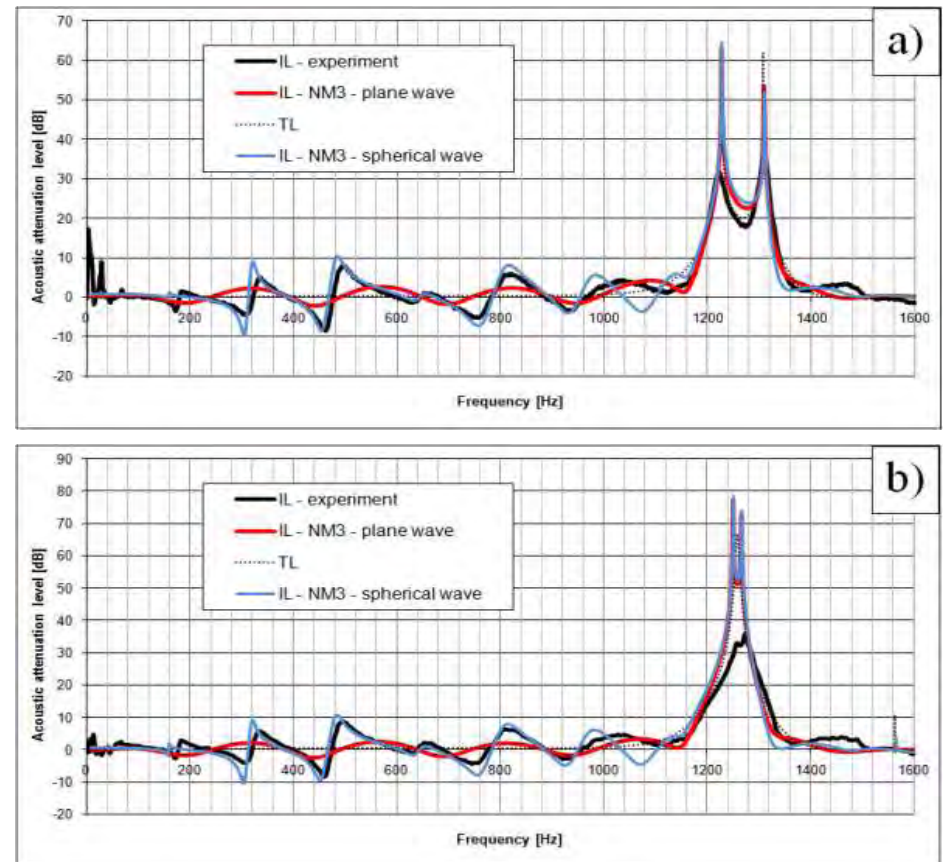 a)
70
60
50
40
30
20
10
0
-10
-20
0
200
400
600
800
1000
1200
1400
1600
Acoustic attenuation level [dB]
Frequency [Hz]
IL - experiment
IL - NM3 - plane wave
TL
IL - NM3 - spherical wave
b)
90
80
70
60
50
40
30
20
10
0
-10
-20
0
200
400
600
800
1000
1200
1400
1600
Acoustic attenuation level [dB]
Frequency [Hz]
IL - experiment
IL - NM3 - plane wave
TL
IL - NM3 - spherical wave